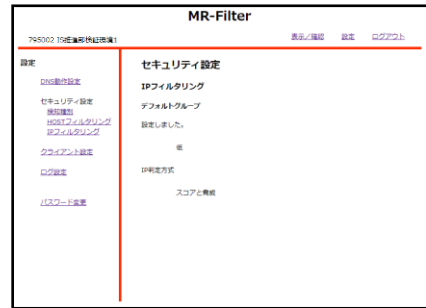 MR-Filter
795002 IS推進部検証環境1
表示／確認 設定 ログアウト
設定
DNS動作設定
セキュリティ設定
検知種別
HOSTフィルタリング
IPフィルタリング
クライアント設定
ログ設定
パスワード変更
セキュリティ設定
IPフィルタリング
デフォルトグループ
設定しました。
低
IP判定方式
スコアと脅威